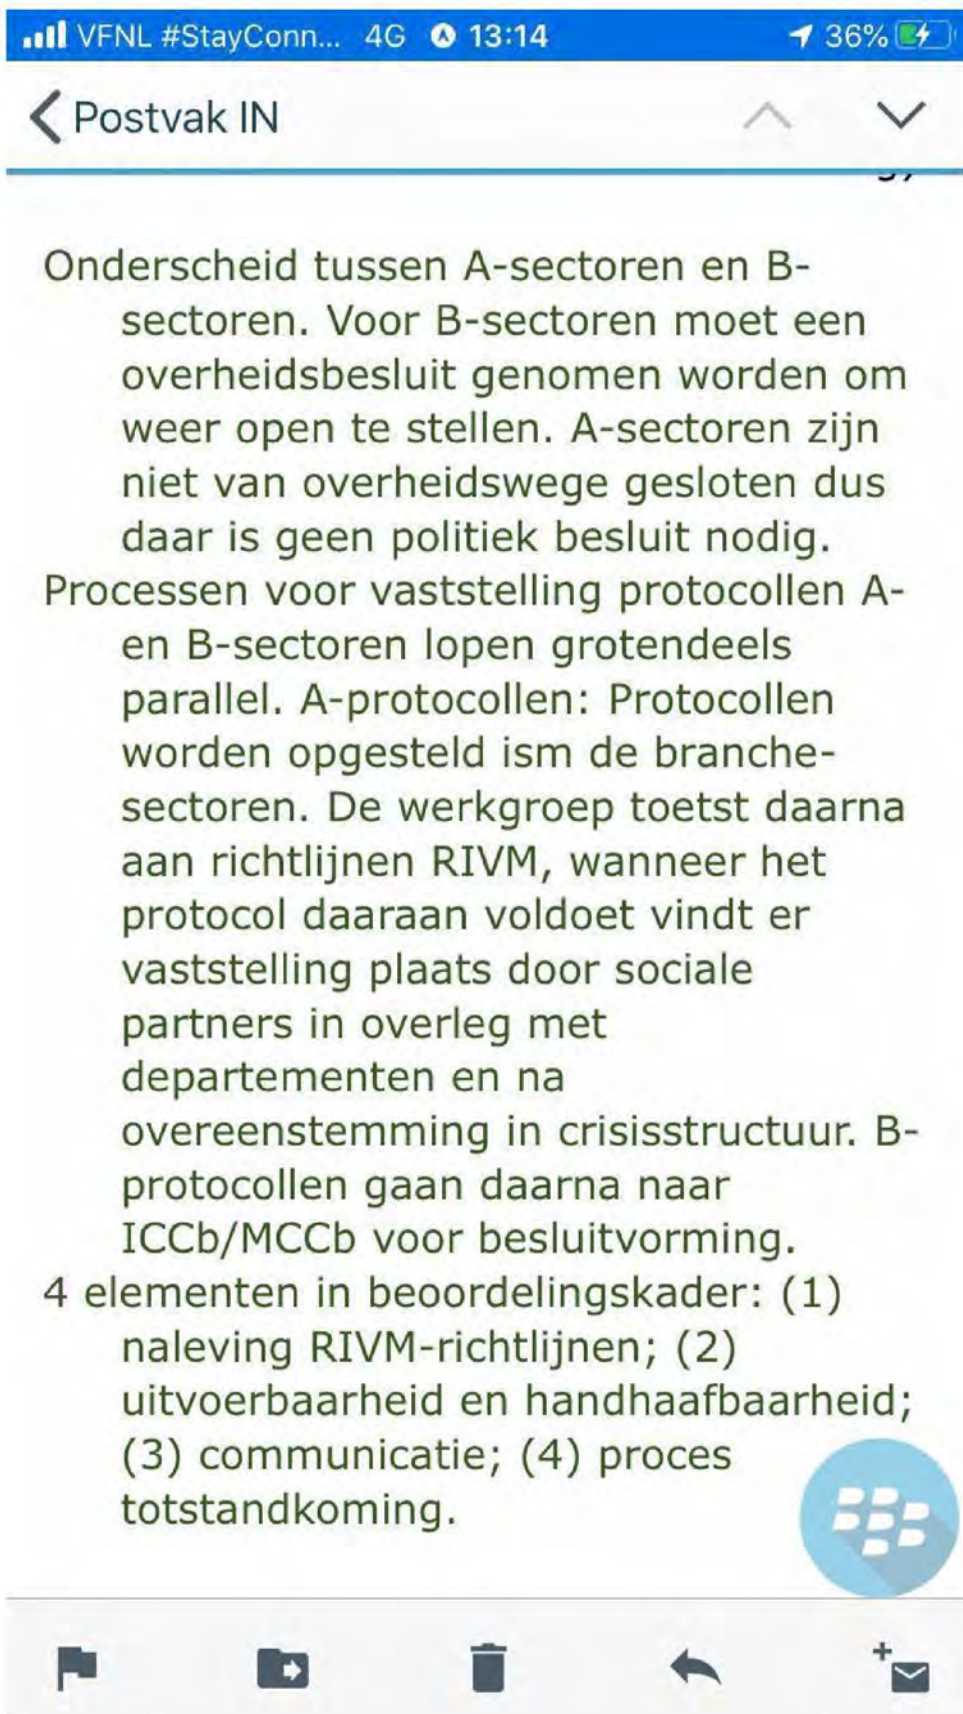 VFNL #StayConn... 4G 13:14 36%
Postvak IN
Onderscheid tussen A-sectoren en B-
sectoren. Voor B-sectoren moet een
overheidsbesluit genomen worden om
weer open te stellen. A-sectoren zijn
niet van overheidswege gesloten dus
daar is geen politiek besluit nodig.
Processen voor vaststelling protocollen A-
en B-sectoren lopen grotendeels
parallel. A-protocollen: Protocollen
worden opgesteld ism de branche-
sectoren. De werkgroep toetst daarna
aan richtlijnen RIVM, wanneer het
protocol daaraan voldoet vindt er
vaststelling plaats door sociale
partners in overleg met
departementen en na
overeenstemming in crisisstructuur. B-
protocollen gaan daarna naar
ICCb/MCCb voor besluitvorming.
4 elementen in beoordelingskader: (1)
naleving RIVM-richtlijnen; (2)
uitvoerbaarheid en handhaafbaarheid;
(3) communicatie; (4) proces
totstandkoming.